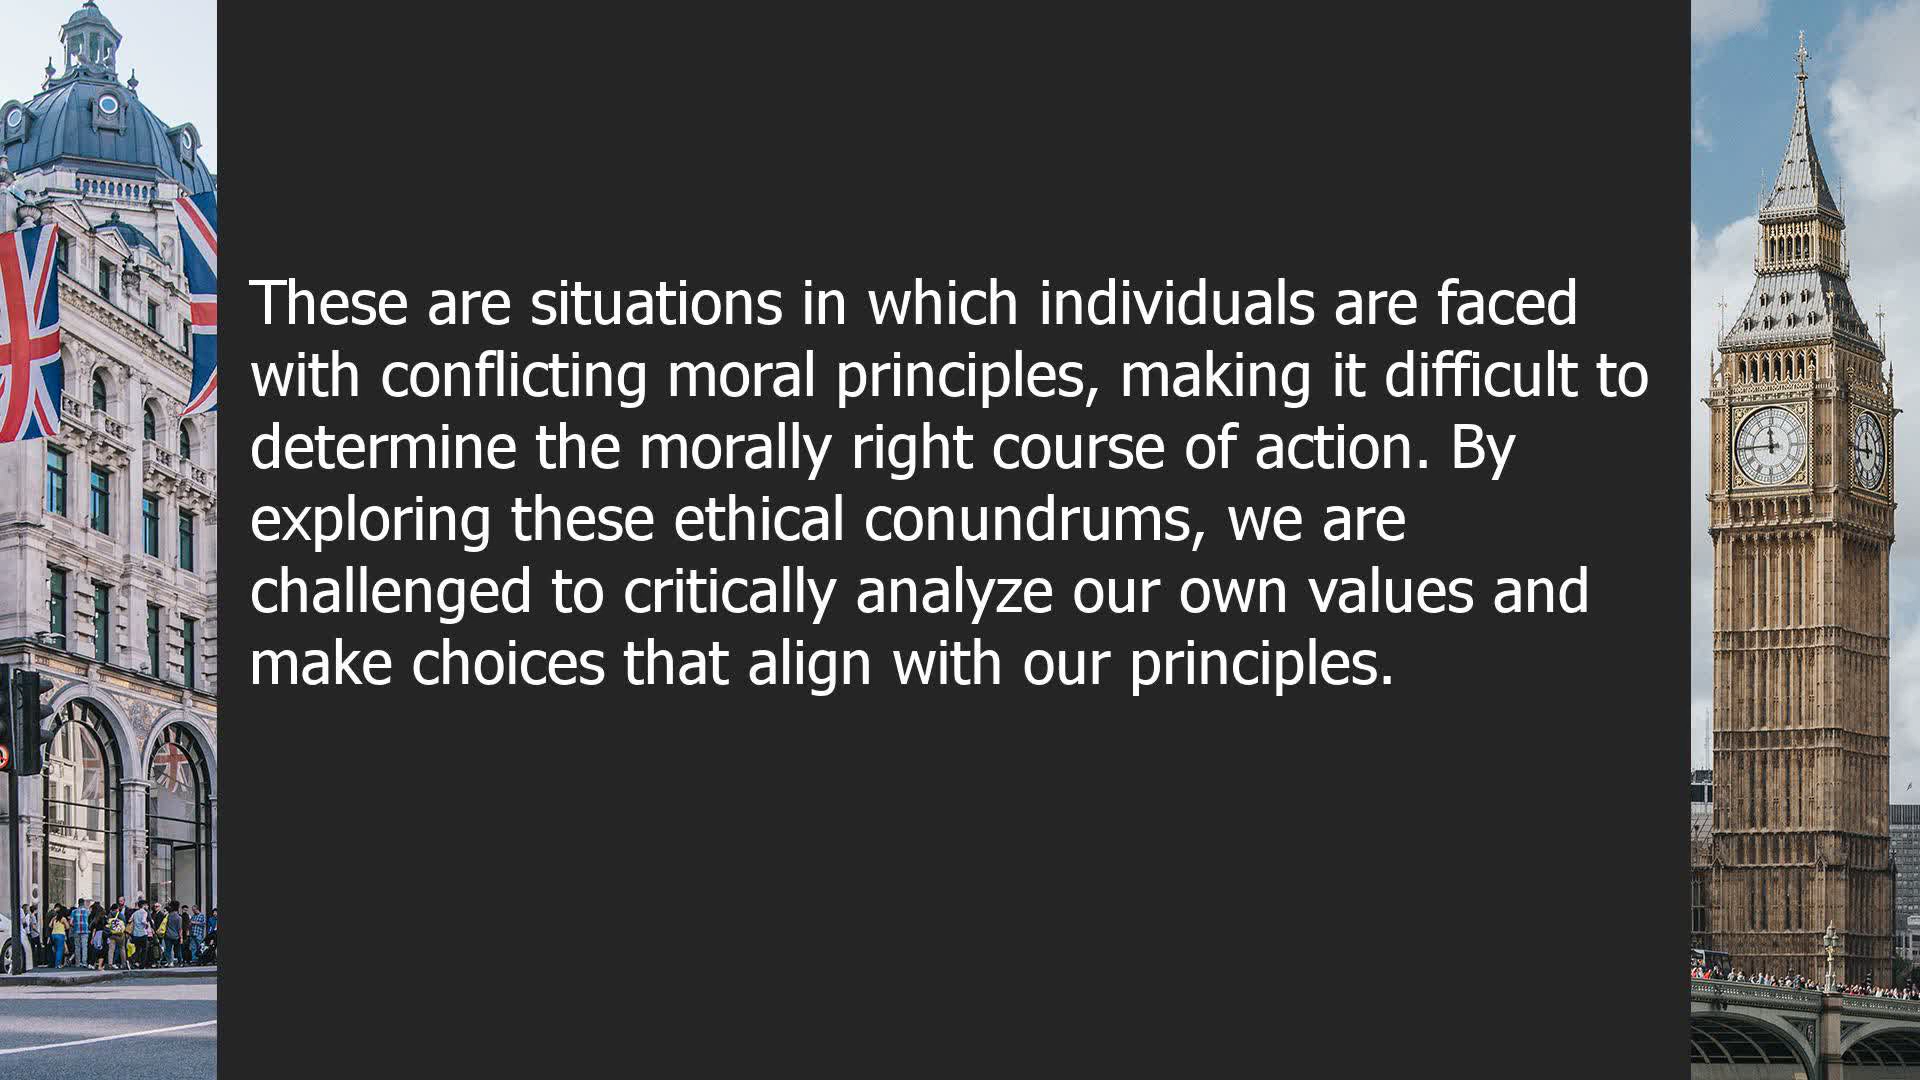 These are situations in which individuals are faced
with conflicting moral principles, making it difficult to
determine the morally right course of action. By
exploring these ethical conundrums, we are
challenged to critically analyze our own values and
make choices that align with our principles.